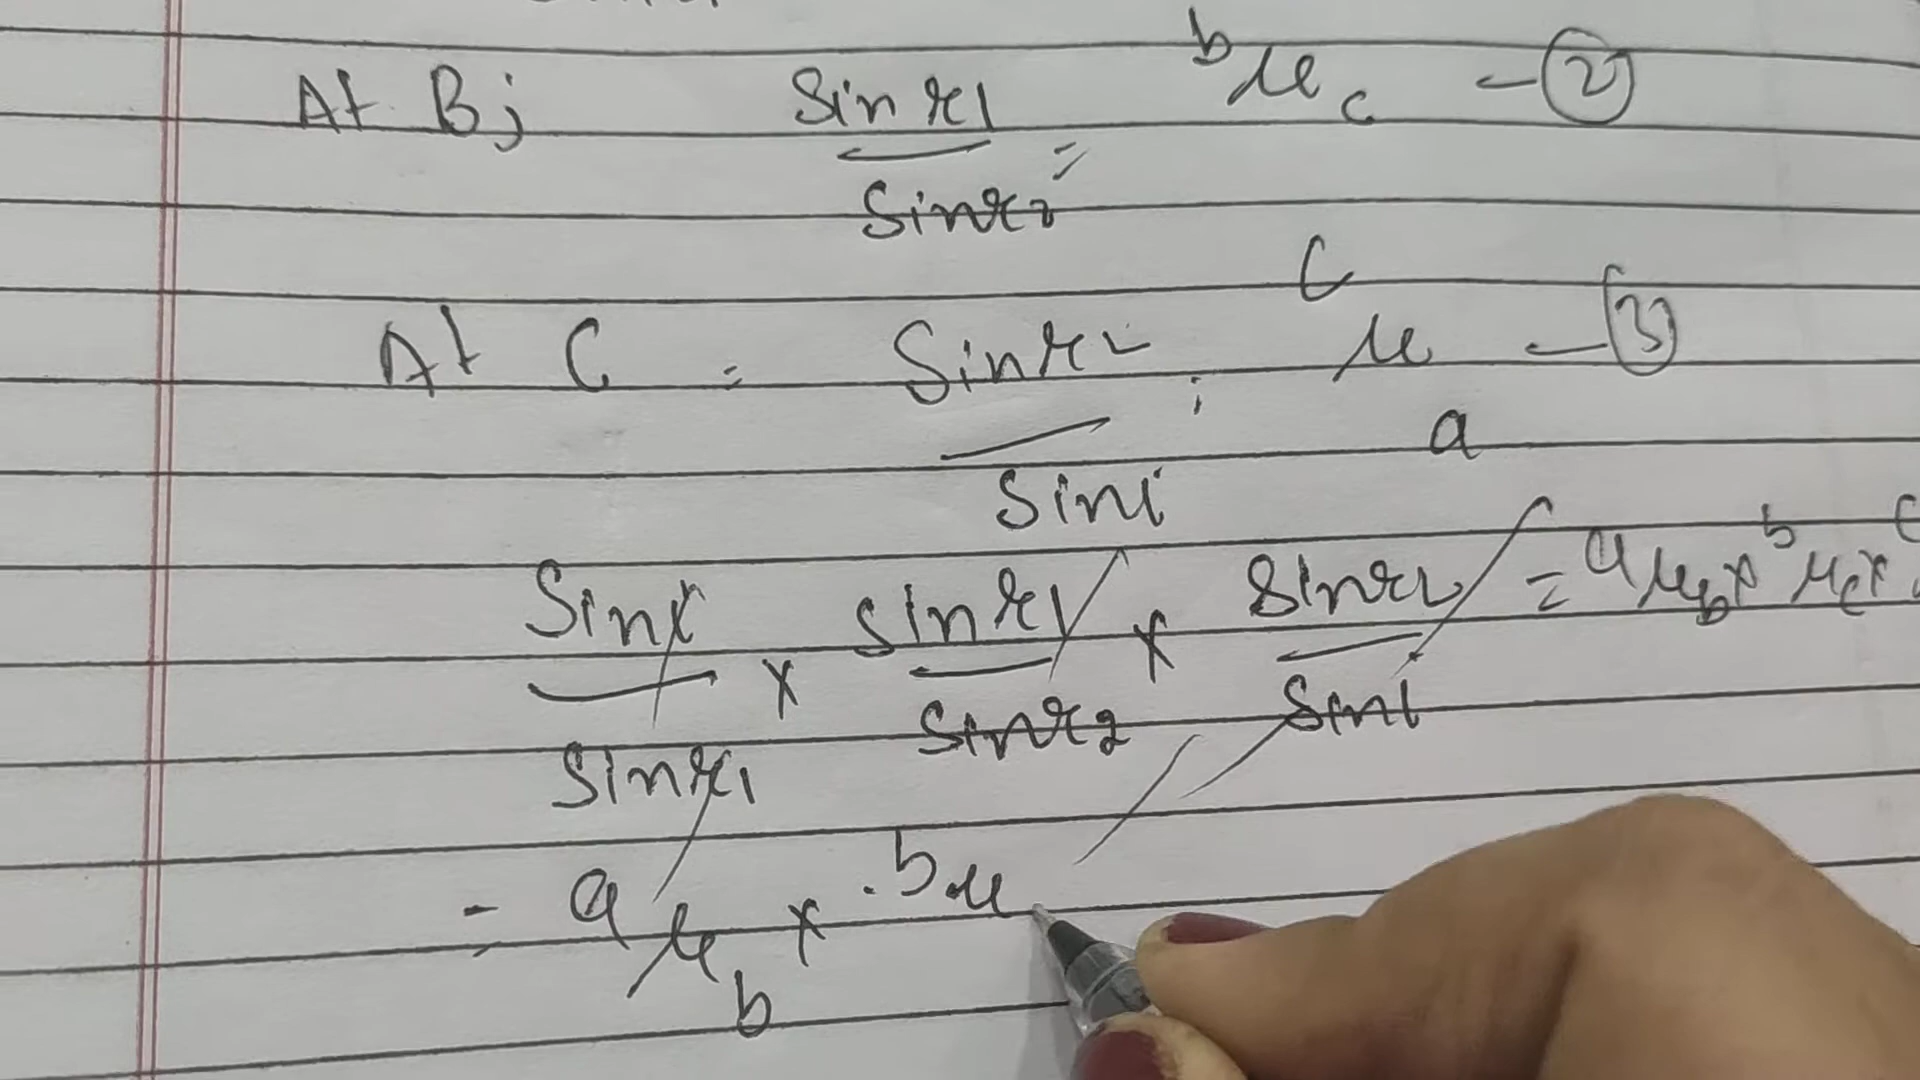 At B; Sin r1 / Sin r2 = bμc - ②
At C = Sin r2 / Sin i = cμa - ③
Sin i / Sin r1 × Sin r1 / Sin r2 × Sin r2 / Sin i = aμb × bμc × c
= aμb × bμ